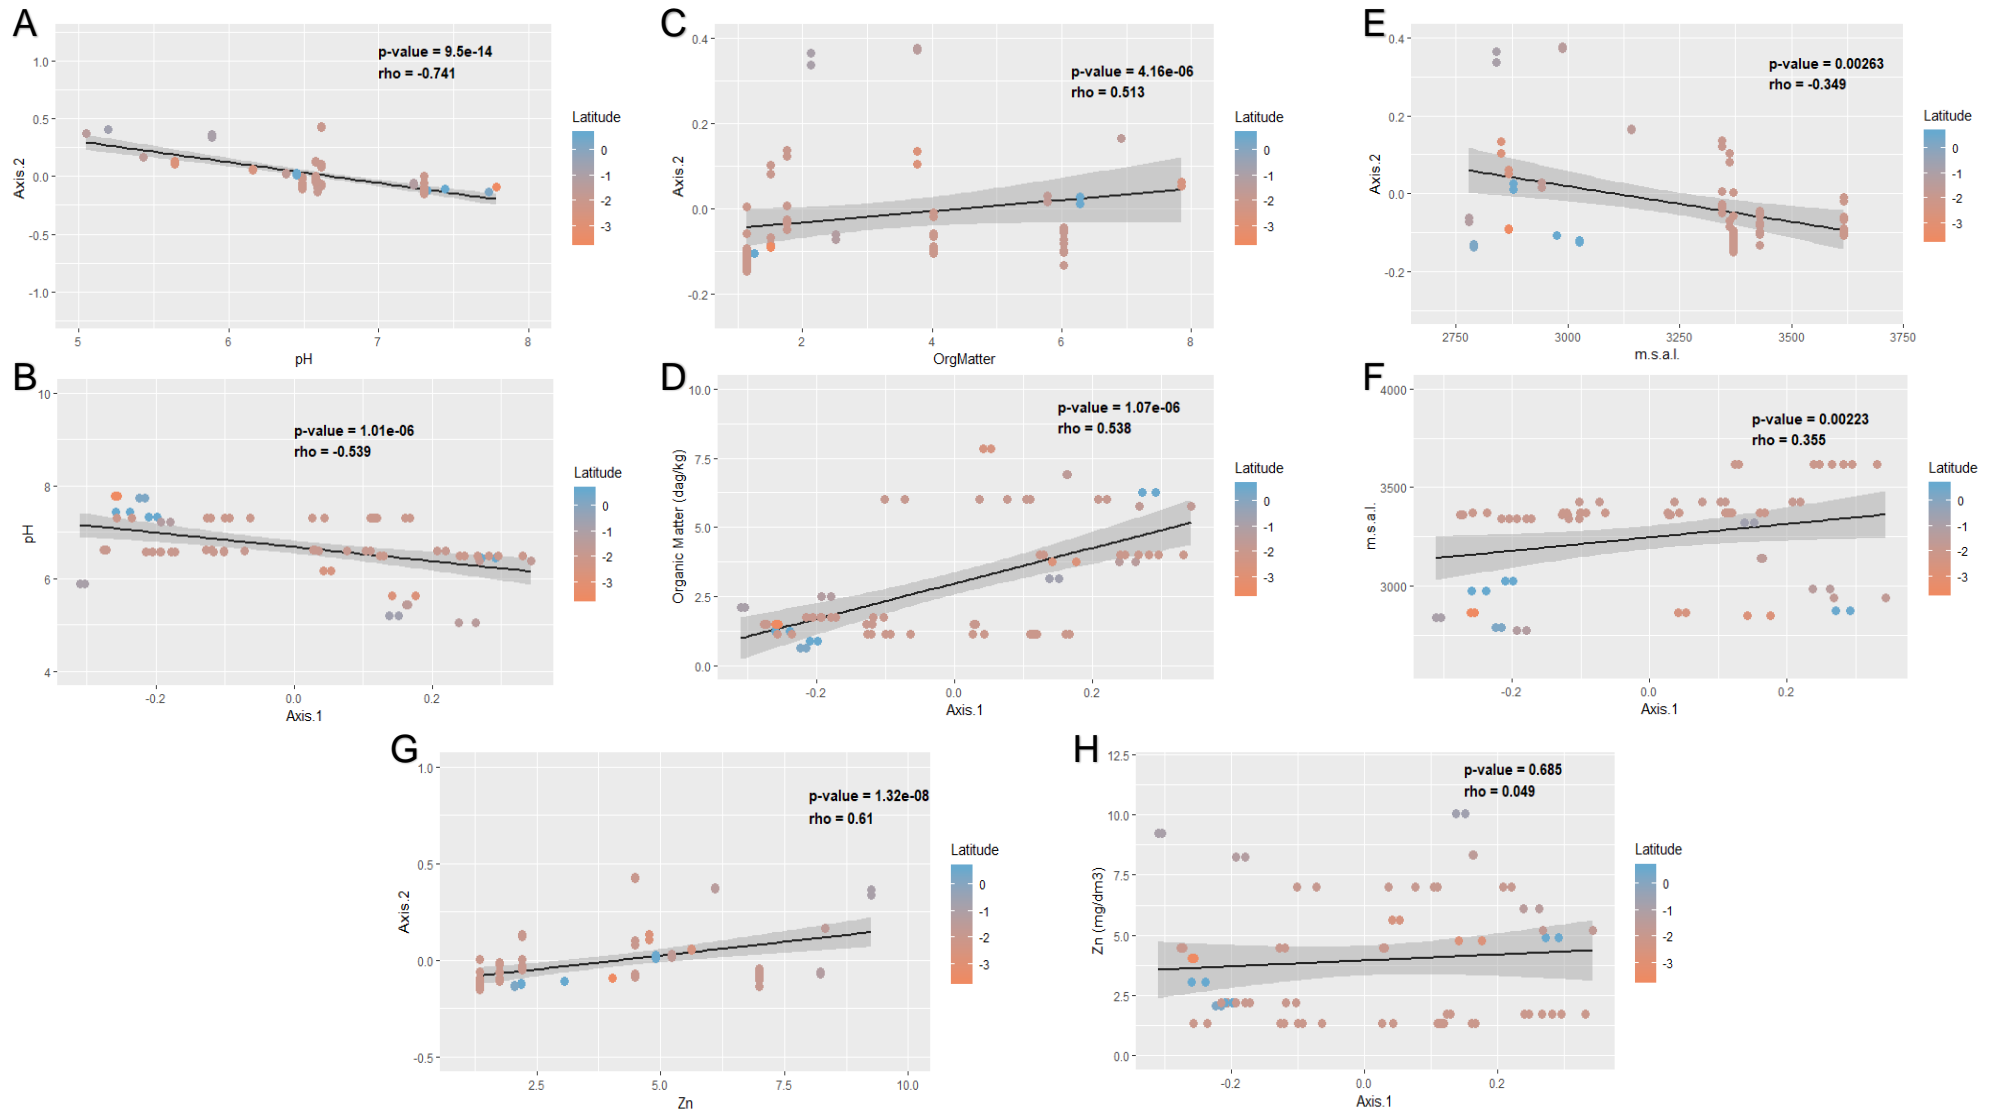 A
p-value = 9.5e-14
rho = -0.741
1.0
0.5
0.0
-0.5
-1.0
Axis.2
5
6
7
8
pH
Latitude
0
-1
-2
-3
C
p-value = 4.16e-06
rho = 0.513
0.4
0.2
0.0
-0.2
Axis.2
2
4
6
8
OrgMatter
Latitude
0
-1
-2
-3
E
p-value = 0.00263
rho = -0.349
0.4
0.2
0.0
-0.2
Axis.2
2750
3000
3250
3500
3750
m.s.a.l.
Latitude
0
-1
-2
-3
B
p-value = 1.01e-06
rho = -0.539
10
8
6
4
pH
-0.2
0.0
0.2
Axis.1
Latitude
0
-1
-2
-3
D
p-value = 1.07e-06
rho = 0.538
10.0
7.5
5.0
2.5
0.0
Organic Matter (dag/kg)
-0.2
0.0
0.2
Axis.1
Latitude
0
-1
-2
-3
F
p-value = 0.00223
rho = 0.355
4000
3500
3000
m.s.a.l.
-0.2
0.0
0.2
Axis.1
Latitude
0
-1
-2
-3
G
p-value = 1.32e-08
rho = 0.61
1.0
0.5
0.0
-0.5
Axis.2
2.5
5.0
7.5
10.0
Zn
Latitude
0
-1
-2
-3
H
p-value = 0.685
rho = 0.049
12.5
10.0
7.5
5.0
2.5
0.0
Zn (mg/dm3)
-0.2
0.0
0.2
Axis.1
Latitude
0
-1
-2
-3